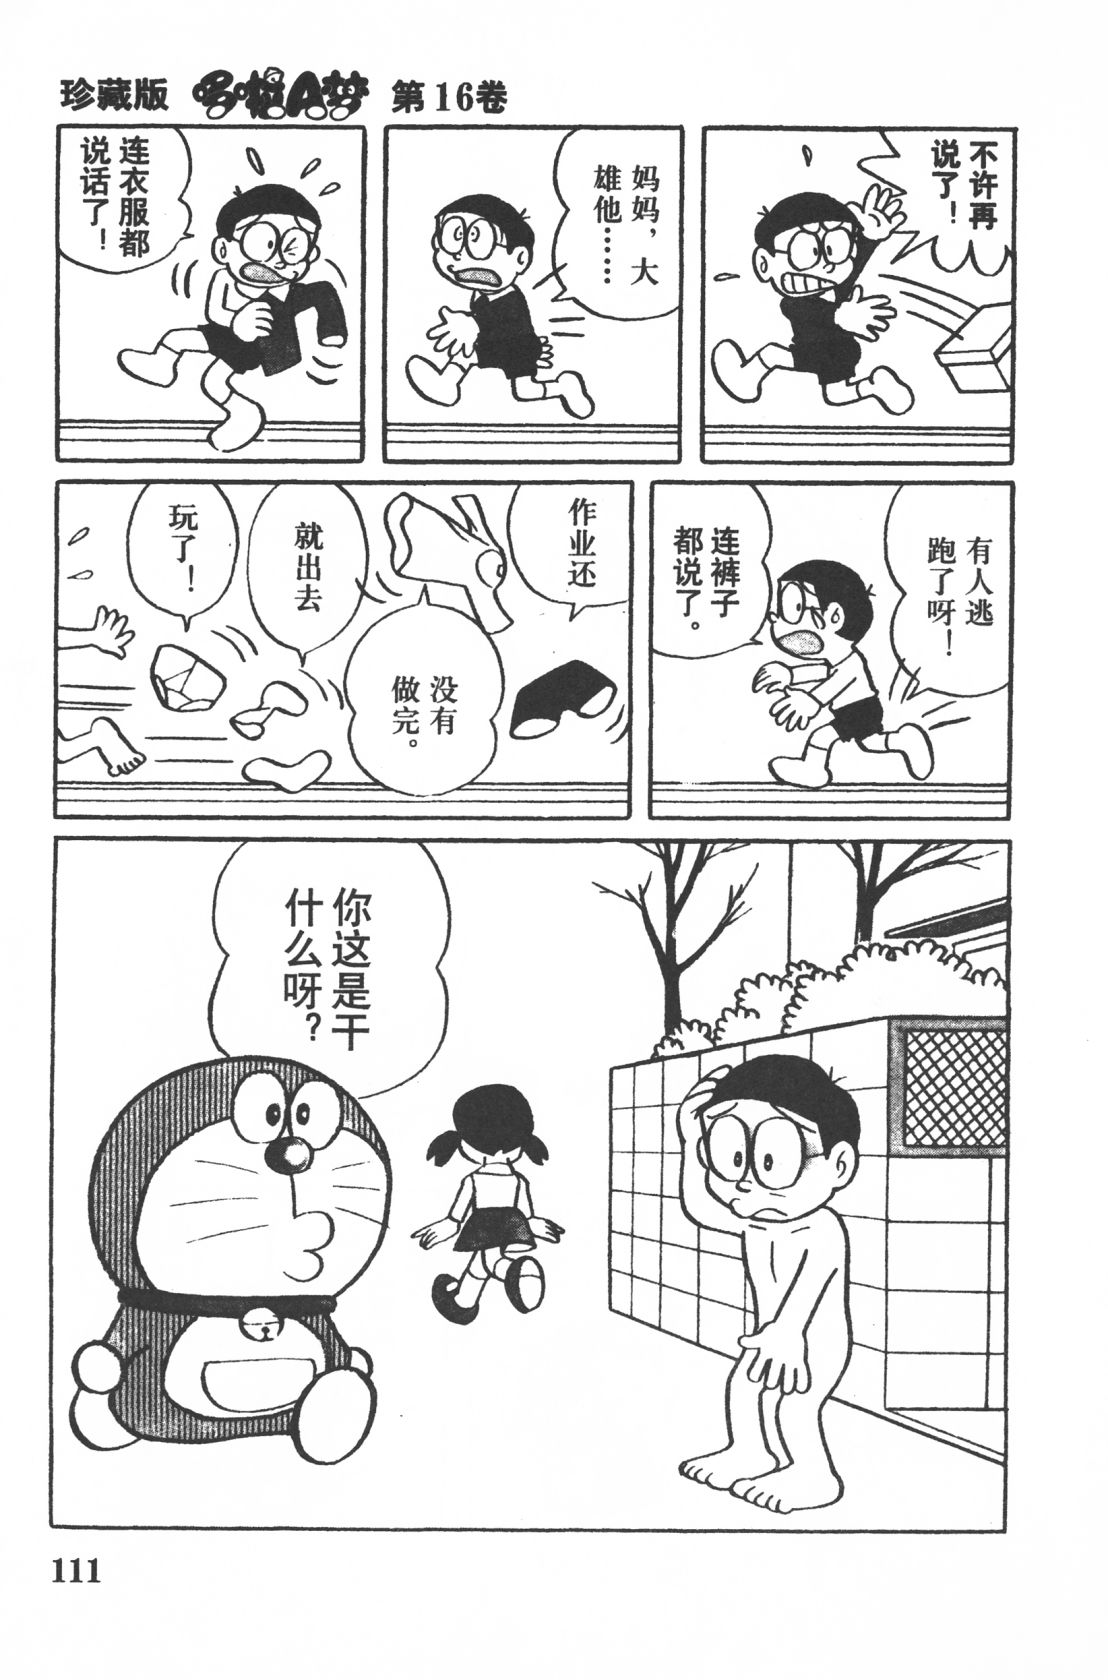 珍藏版 哆啦A梦 第16卷
不许再
说了！
妈妈，大
雄他……
连衣服都
说话了！
有人逃
跑了呀！
连裤子
都说了。
作业还
没有
做完。
就出去
玩了！
你这是干
什么呀？
111